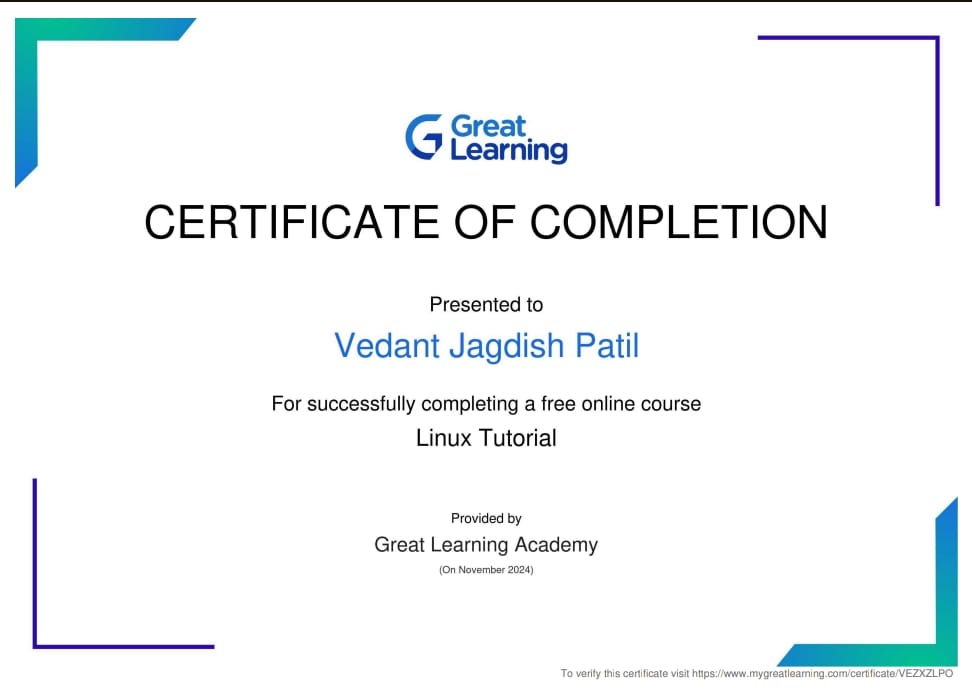 Great
Learning
CERTIFICATE OF COMPLETION
Presented to
Vedant Jagdish Patil
For successfully completing a free online course
Linux Tutorial
Provided by
Great Learning Academy
(On November 2024)
To verify this certificate visit https://www.mygreatlearning.com/certificate/VEZXZLPO